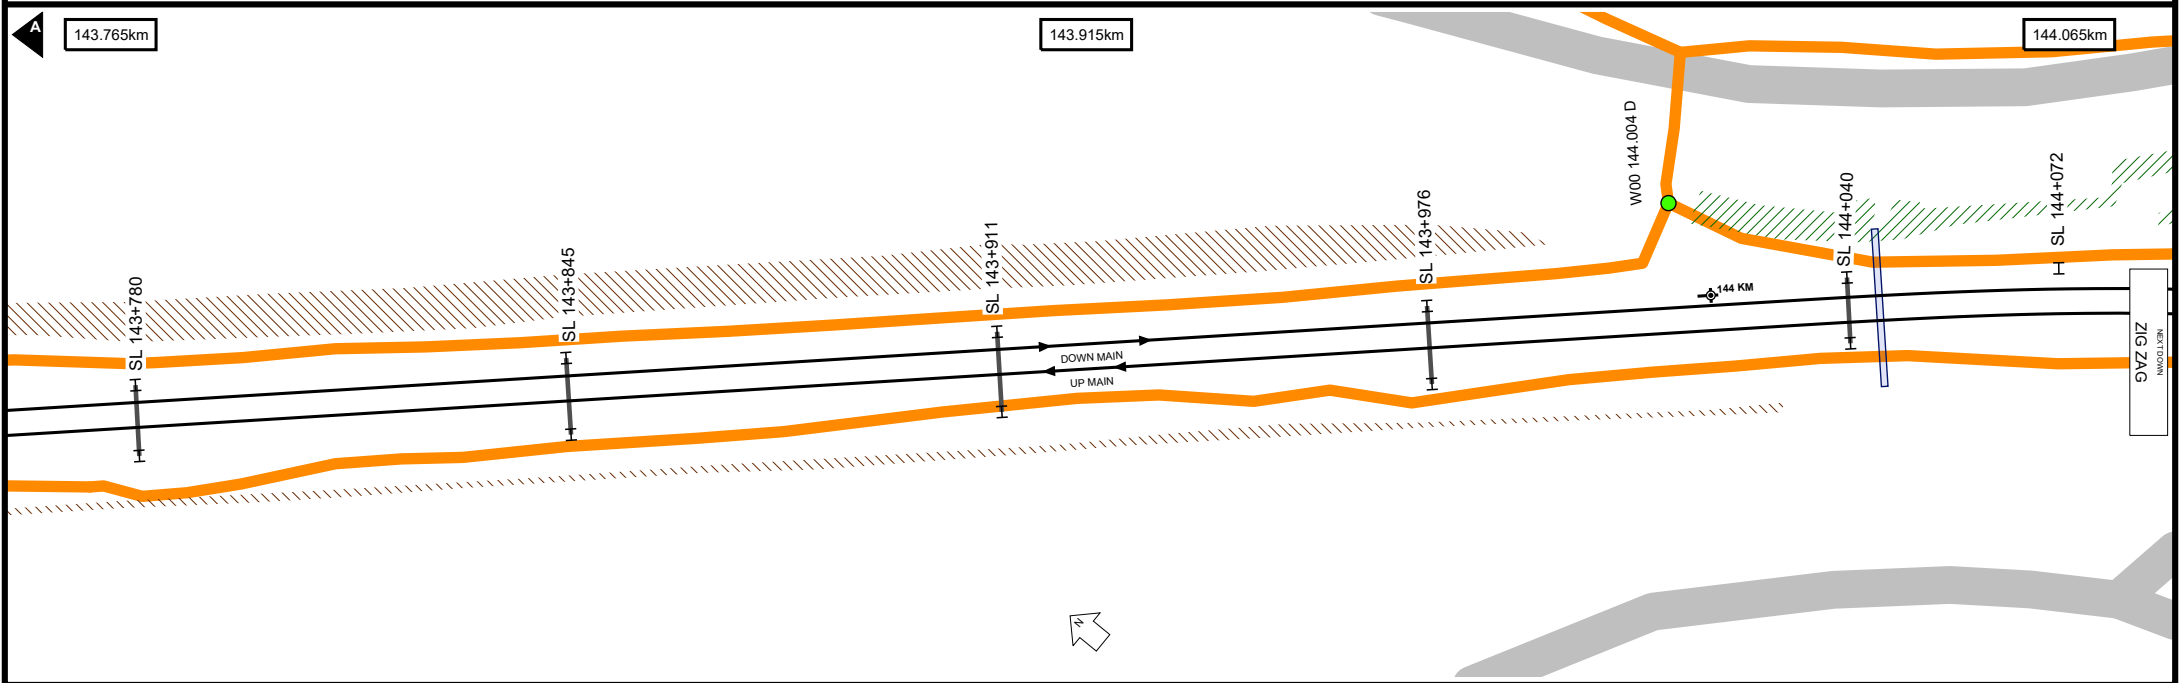 A
143.765km
143.915km
144.065km
W00 144.004 D
SL 143+780
SL 143+845
SL 143+911
SL 143+976
SL 144+040
SL 144+072
144 KM
DOWN MAIN
UP MAIN
NEXT DOWN
ZIG ZAG
N